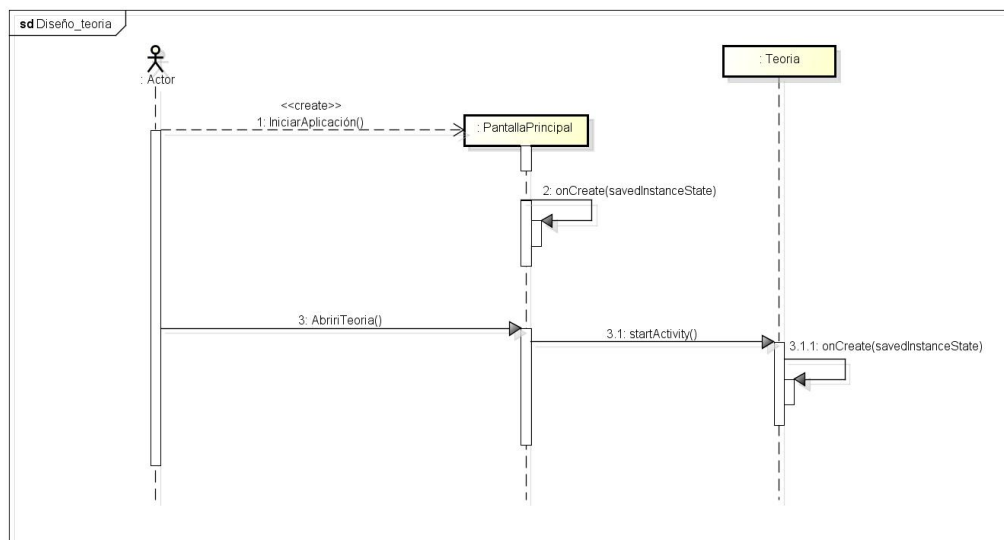 sd Diseño_teoria
: Actor
: Teoria
<<create>>
1: IniciarAplicación()
: PantallaPrincipal
2: onCreate(savedInstanceState)
3: AbririTeoria()
3.1: startActivity()
3.1.1: onCreate(savedInstanceState)